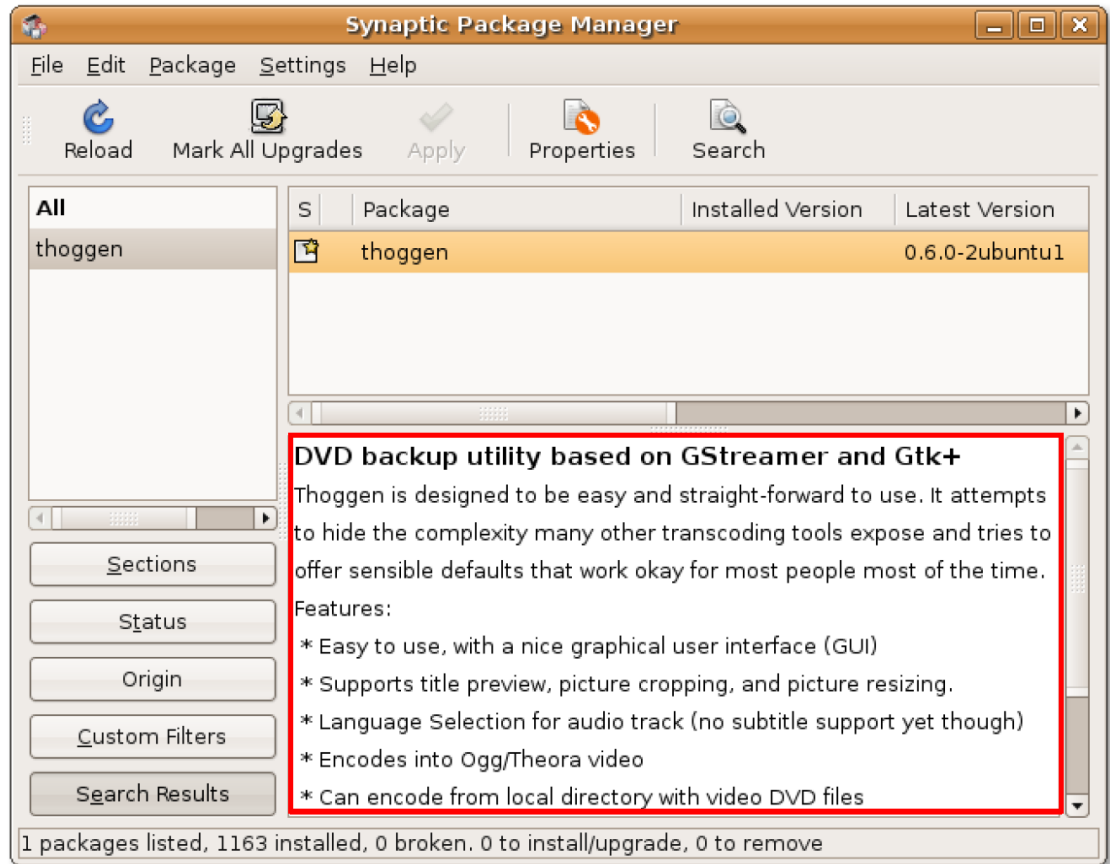 Synaptic Package Manager
File Edit Package Settings Help
Reload Mark All Upgrades Apply Properties Search
All
thoggen
S Package Installed Version Latest Version
thoggen 0.6.0-2ubuntu1
DVD backup utility based on GStreamer and Gtk+
Thoggen is designed to be easy and straight-forward to use. It attempts
to hide the complexity many other transcoding tools expose and tries to
offer sensible defaults that work okay for most people most of the time.
Features:
* Easy to use, with a nice graphical user interface (GUI)
* Supports title preview, picture cropping, and picture resizing.
* Language Selection for audio track (no subtitle support yet though)
* Encodes into Ogg/Theora video
* Can encode from local directory with video DVD files
Sections
Status
Origin
Custom Filters
Search Results
1 packages listed, 1163 installed, 0 broken. 0 to install/upgrade, 0 to remove